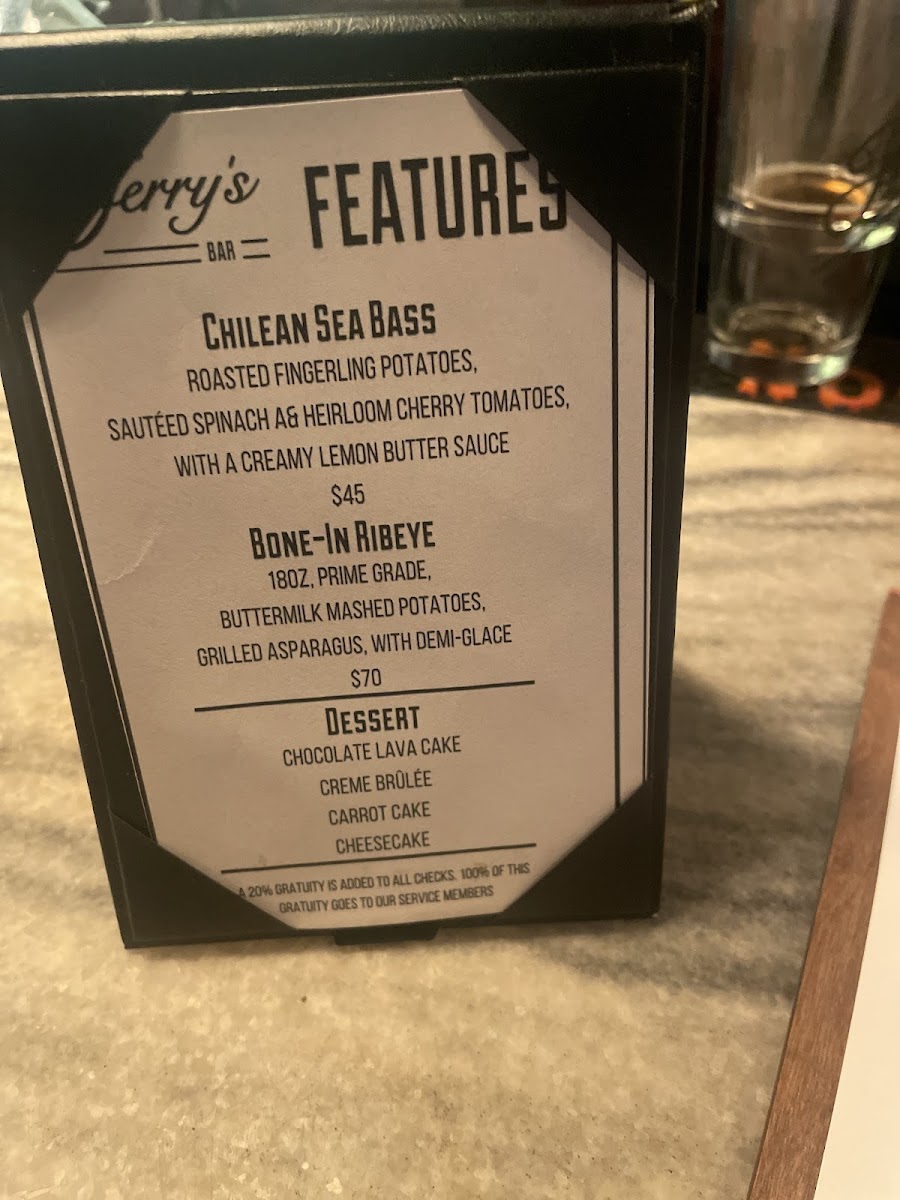 Jerry's
BAR
FEATURES
CHILEAN SEA BASS
ROASTED FINGERLING POTATOES,
SAUTÉED SPINACH A& HEIRLOOM CHERRY TOMATOES,
WITH A CREAMY LEMON BUTTER SAUCE
$45
BONE-IN RIBEYE
18OZ, PRIME GRADE,
BUTTERMILK MASHED POTATOES,
GRILLED ASPARAGUS, WITH DEMI-GLACE
$70
DESSERT
CHOCOLATE LAVA CAKE
CREME BRÛLÉE
CARROT CAKE
CHEESECAKE
A 20% GRATUITY IS ADDED TO ALL CHECKS. 100% OF THIS
GRATUITY GOES TO OUR SERVICE MEMBERS